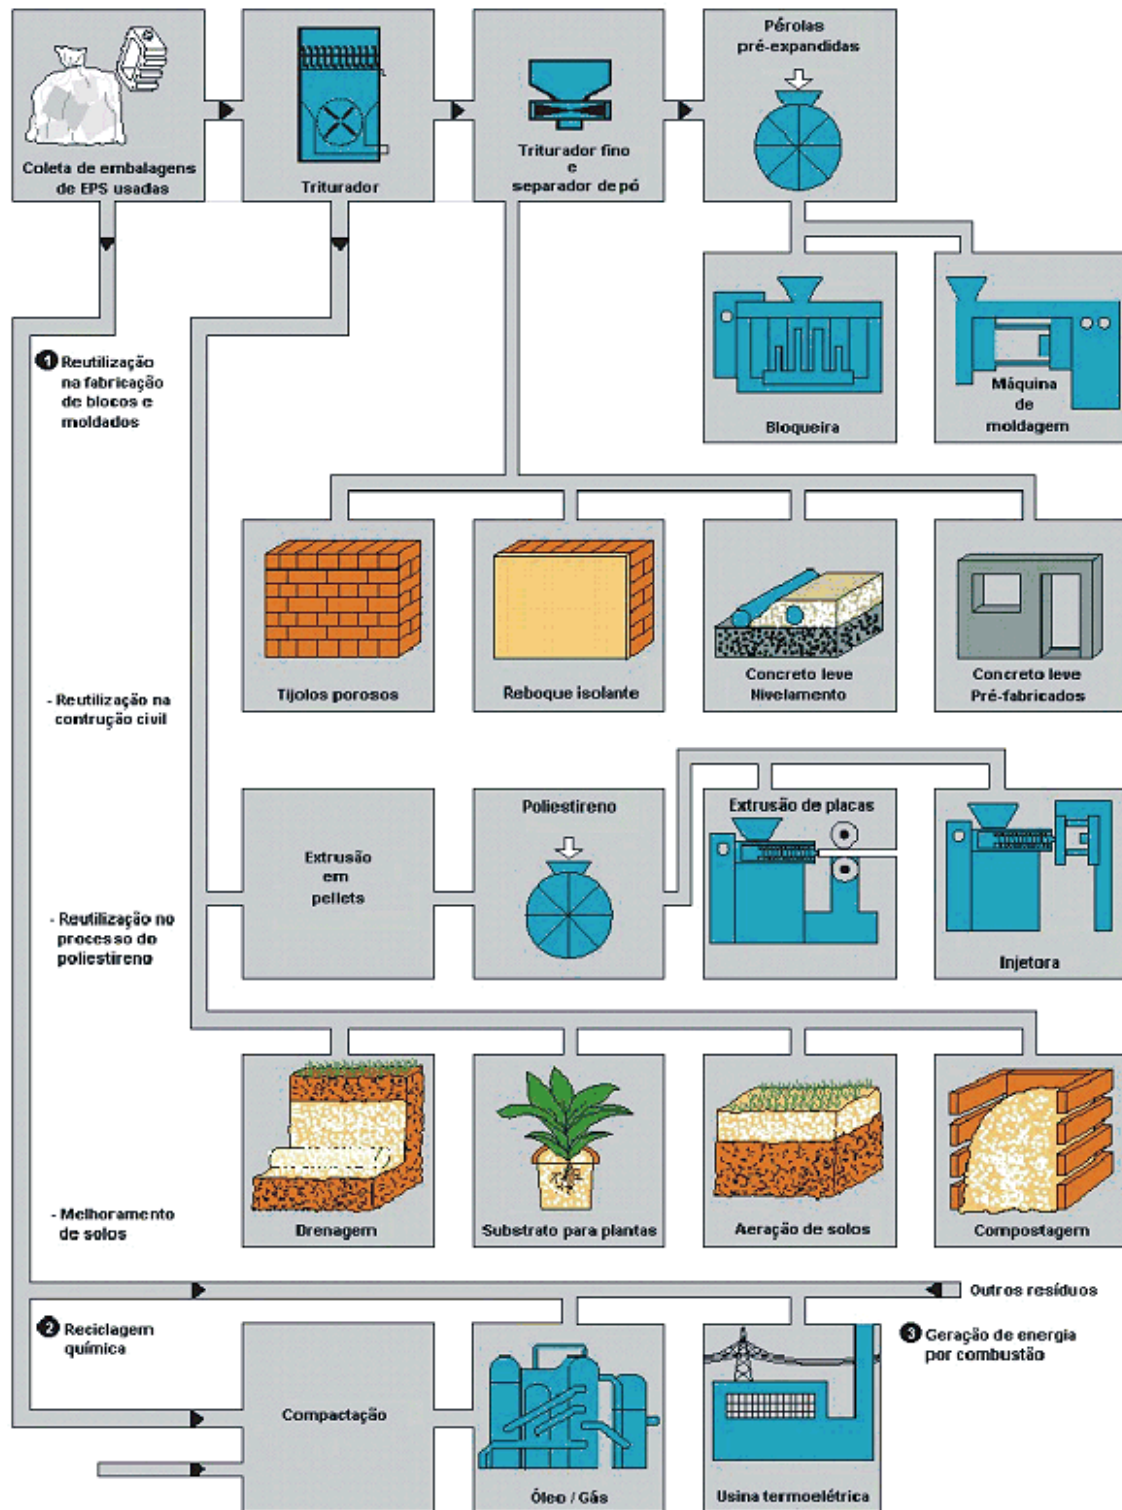 Coleta de embalagens
de EPS usadas
Triturador
Triturador fino
e
separador de pó
Pérolas
pré-expandidas
1 Reutilização
na fabricação
de blocos e
moldados
Bloqueira
Máquina
de
moldagem
- Reutilização na
contrução civil
Tijolos porosos
Reboque isolante
Concreto leve
Nivelamento
Concreto leve
Pré-fabricados
- Reutilização no
processo do
poliestireno
Extrusão
em
pellets
Poliestireno
Extrusão de placas
Injetora
- Melhoramento
de solos
Drenagem
Substrato para plantas
Aeração de solos
Compostagem
Outros resíduos
2 Reciclagem
química
Compactação
Óleo / Gás
Usina termoelétrica
3 Geração de energia
por combustão